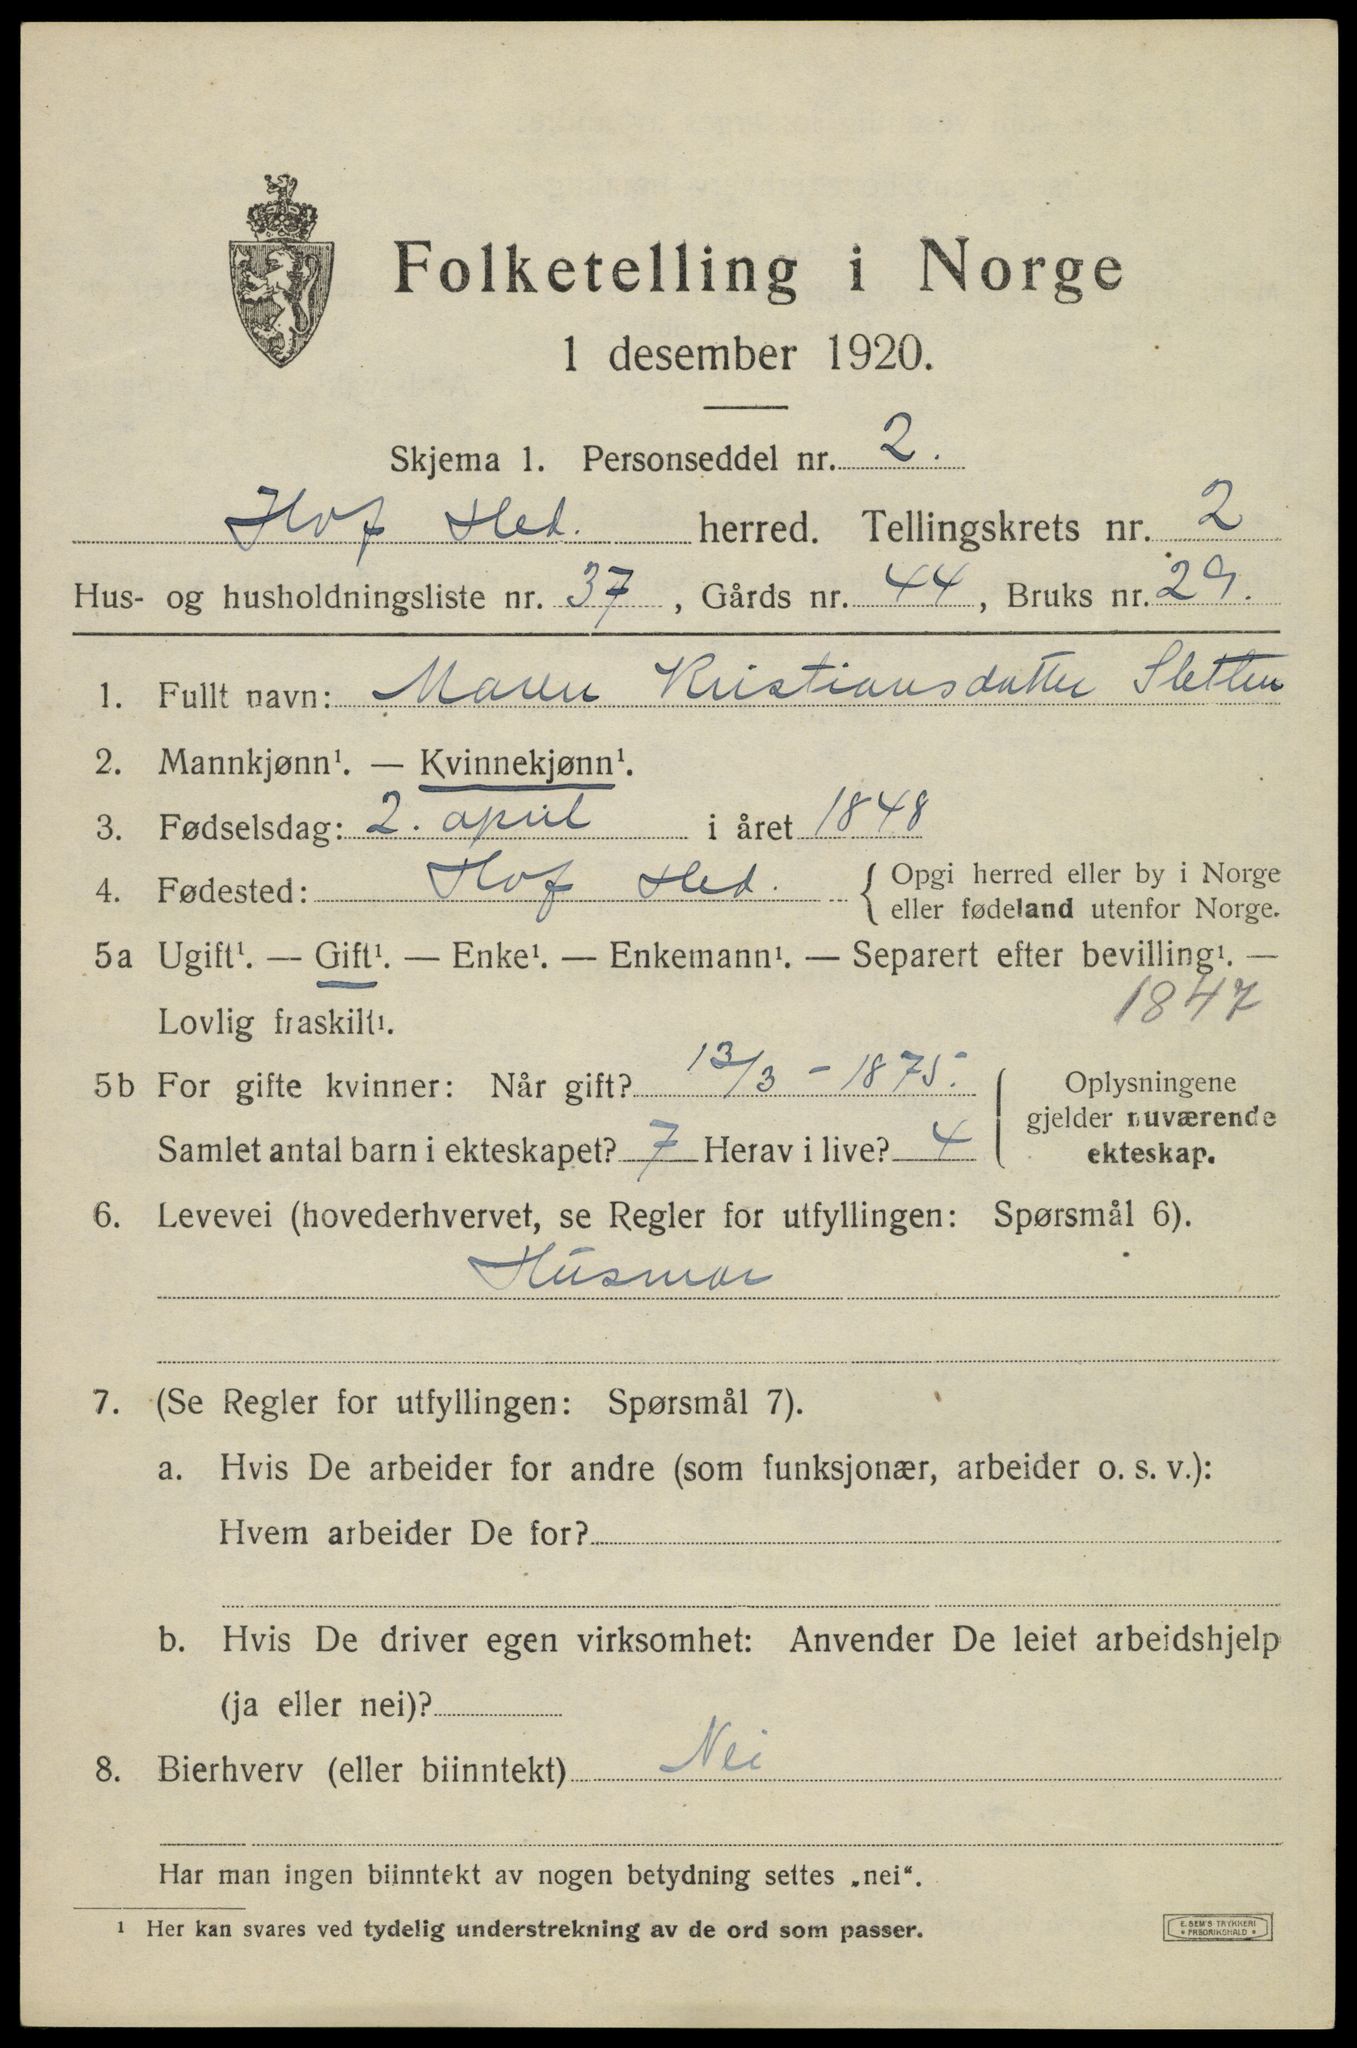 Folketelling i Norge
1 desember 1920.
Skjema 1. Personseddel nr. 2.
Hof Hed. herred. Tellingskrets nr. 2
Hus- og husholdningsliste nr. 37, Gårds nr. 44, Bruks nr. 29.
1. Fullt navn: Maren Kristiansdatter Sletten
2. Mannkjønn¹. — Kvinnekjønn¹.
3. Fødselsdag: 2. april i året 1848
4. Fødested: Hof Hed. { Opgi herred eller by i Norge
eller fødeland utenfor Norge.
5a Ugift¹. — Gift¹. — Enke¹. — Enkemann¹. — Separert efter bevilling¹. —
Lovlig fraskilt¹. 1847
5b For gifte kvinner: Når gift? 13/3 - 1875. Oplysningene
gjelder nuværende
Samlet antal barn i ekteskapet? 7 Herav i live? 4 ekteskap.
6. Levevei (hovederhvervet, se Regler for utfyllingen: Spørsmål 6).
Husmor
7. (Se Regler for utfyllingen: Spørsmål 7).
a. Hvis De arbeider for andre (som funksjonær, arbeider o. s. v.):
Hvem arbeider De for?
b. Hvis De driver egen virksomhet: Anvender De leiet arbeidshjelp
(ja eller nei)?
8. Bierhverv (eller biinntekt) Nei
Har man ingen biinntekt av nogen betydning settes „nei“.
¹ Her kan svares ved tydelig understrekning av de ord som passer.
E. SEM'S TRYKKERI
• FREDRIKSHALD •